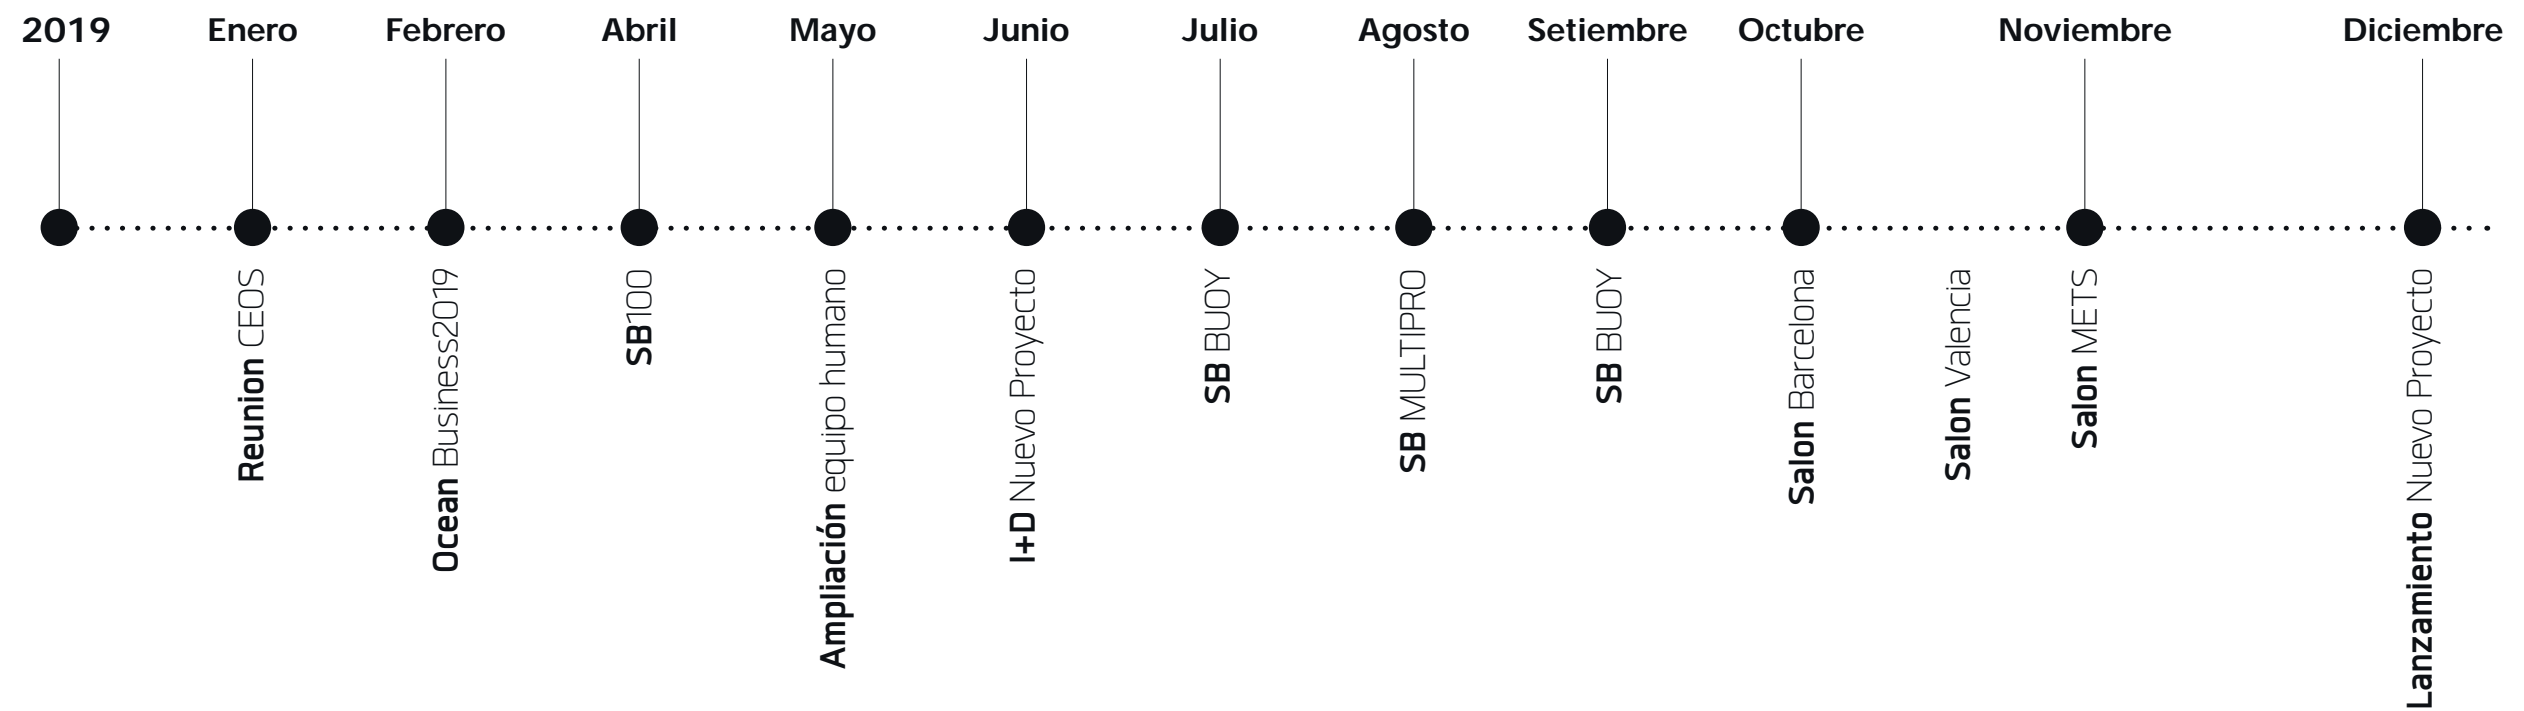 2019
Enero
Febrero
Abril
Mayo
Junio
Julio
Agosto
Setiembre
Octubre
Noviembre
Diciembre
Reunion CEOS
Ocean Business2019
SB100
Ampliación equipo humano
I+D Nuevo Proyecto
SB BUOY
SB MULTIPRO
SB BUOY
Salon Barcelona
Salon Valencia
Salon METS
Lanzamiento Nuevo Proyecto